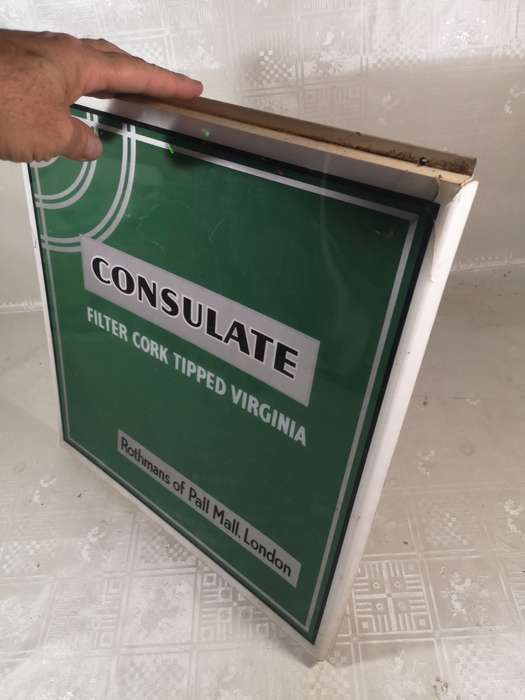 CONSULATE
FILTER CORK TIPPED VIRGINIA
Rothmans of Pall Mall. London